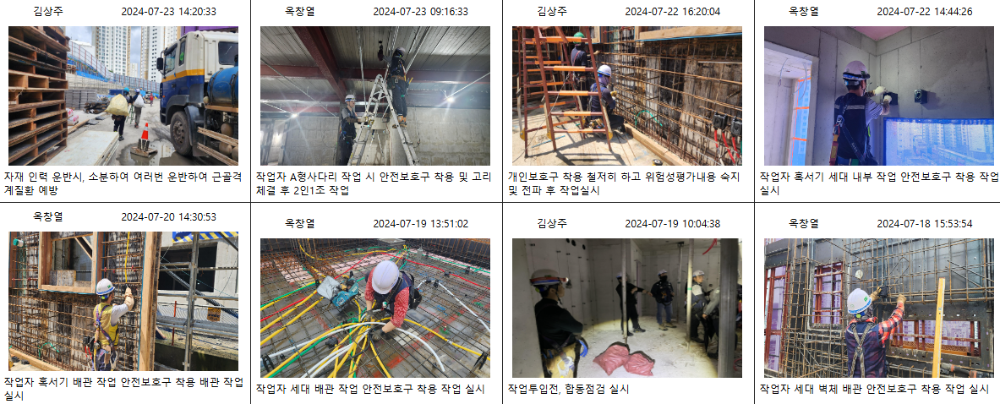 김상주 2024-07-23 14:20:33
옥창열 2024-07-23 09:16:33
김상주 2024-07-22 16:20:04
옥창열 2024-07-22 14:44:26
자재 인력 운반시, 소분하여 여러번 운반하여 근골격
계질환 예방
작업자 A형사다리 작업 시 안전보호구 착용 및 고리
체결 후 2인1조 작업
개인보호구 착용 철저히 하고 위험성평가내용 숙지
및 전파 후 작업실시
작업자 혹서기 세대 내부 작업 안전보호구 착용 작업
실시
옥창열 2024-07-20 14:30:53
옥창열 2024-07-19 13:51:02
김상주 2024-07-19 10:04:38
옥창열 2024-07-18 15:53:54
작업자 혹서기 배관 작업 안전보호구 착용 배관 작업
실시
작업자 세대 배관 작업 안전보호구 착용 작업 실시
작업투입전, 합동점검 실시
작업자 세대 벽체 배관 안전보호구 착용 작업 실시